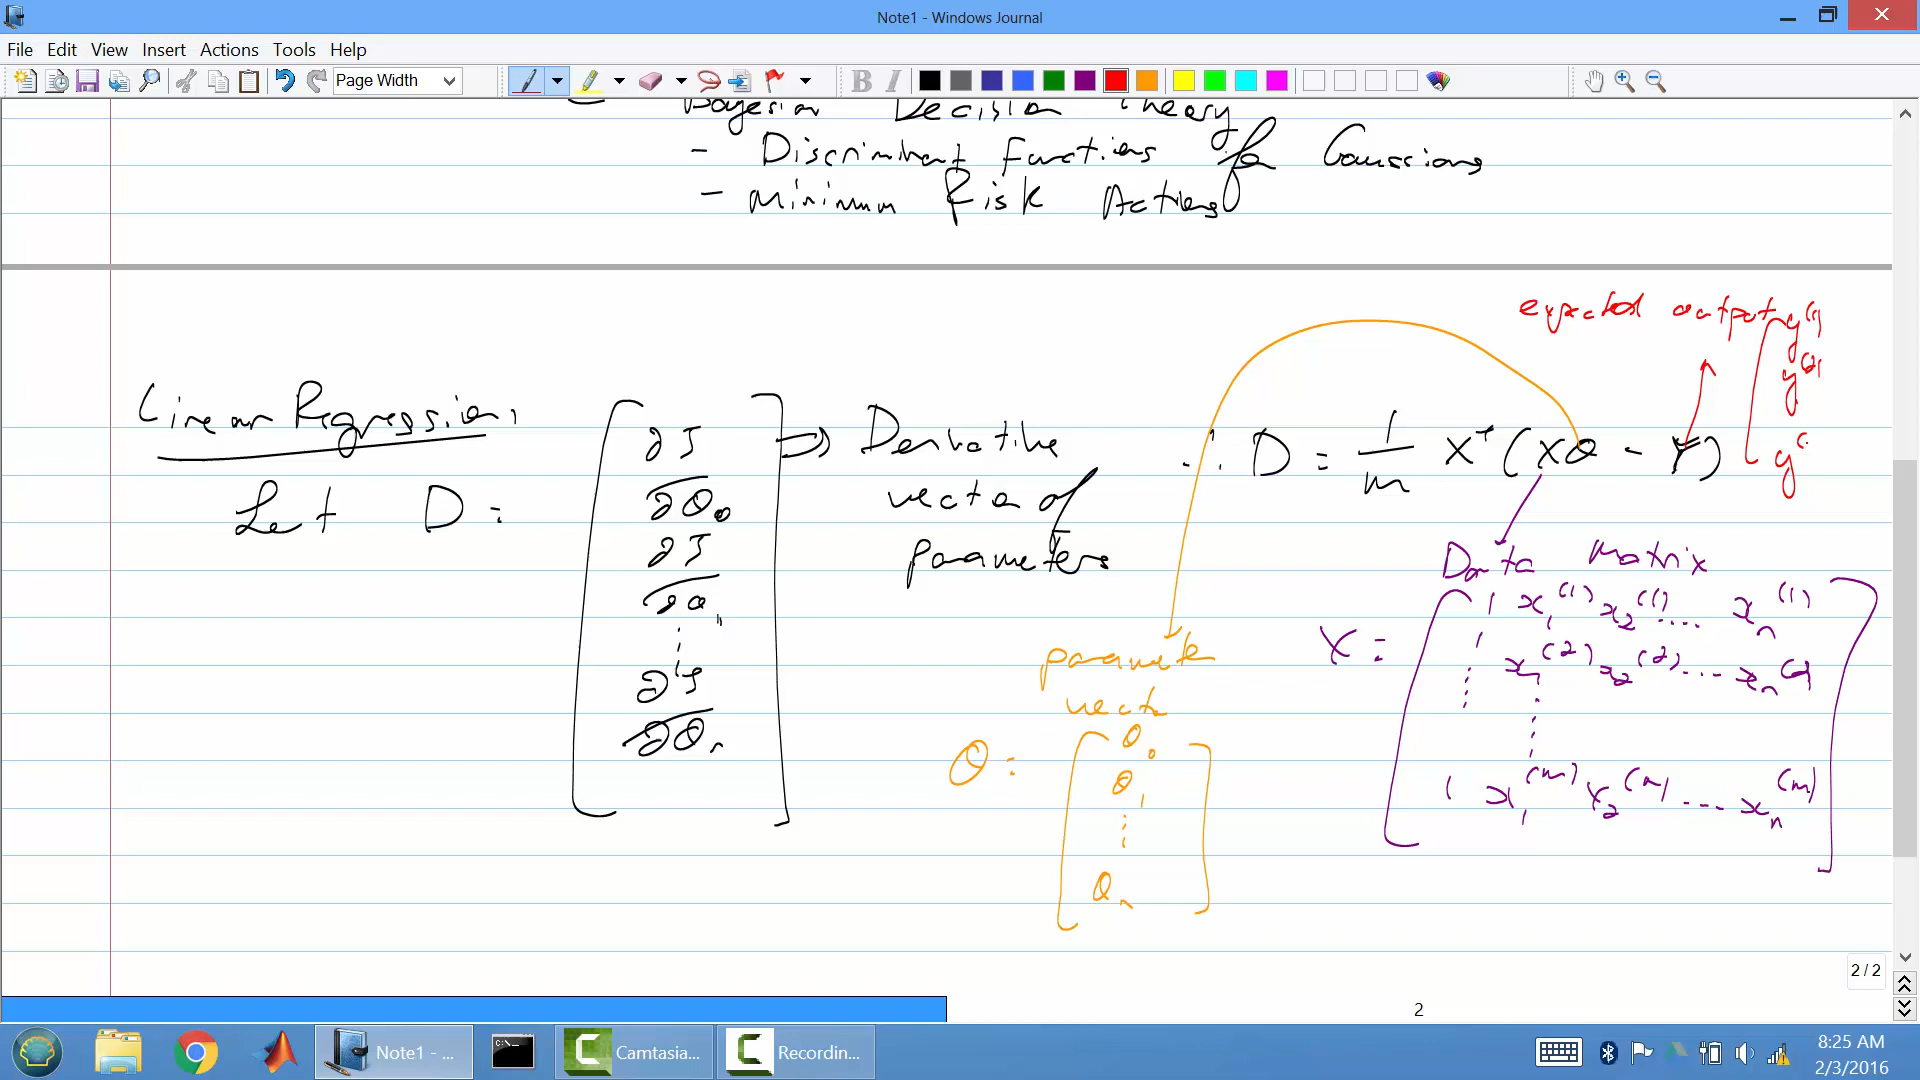 Note1 - Windows Journal
File Edit View Insert Actions Tools Help
Page Width
B I
Bayesian Decision Theory
- Discriminant Functions for Gaussians
- Minimum Risk Actions
expected output
y(1)
y(2)
y(
Linear Regression:
Let D =
∂J
∂θ0
∂J
∂θ1
⋮
∂J
∂θn
⇒ Derivative
vector of
parameters
∴ D = 1/m X^T (Xθ - Y)
Data Matrix
X = [ 1 x1(1) x2(1) .... xn(1)
1 x1(2) x2(2) ... xn(2)
⋮ ⋮
1 x1(m) x2(m) ... xn(m) ]
parameter
vector
θ = [ θ0
θ1
⋮
θn ]
2 / 2
2
Note1 - ...
C:\_
Camtasia...
Recordin...
8:25 AM
2/3/2016